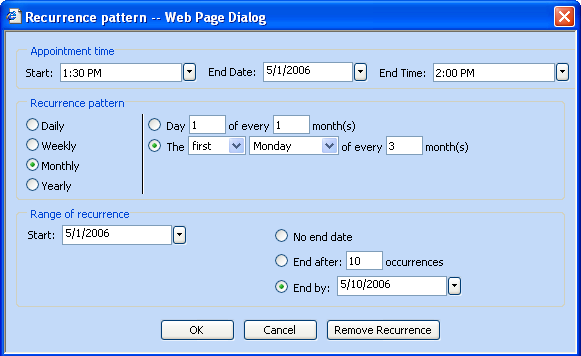 Recurrence pattern -- Web Page Dialog
Appointment time
Start: 1:30 PM End Date: 5/1/2006 End Time: 2:00 PM
Recurrence pattern
Daily
Day 1 of every 1 month(s)
Weekly
The first Monday of every 3 month(s)
Monthly
Yearly
Range of recurrence
Start: 5/1/2006
No end date
End after: 10 occurrences
End by: 5/10/2006
OK Cancel Remove Recurrence